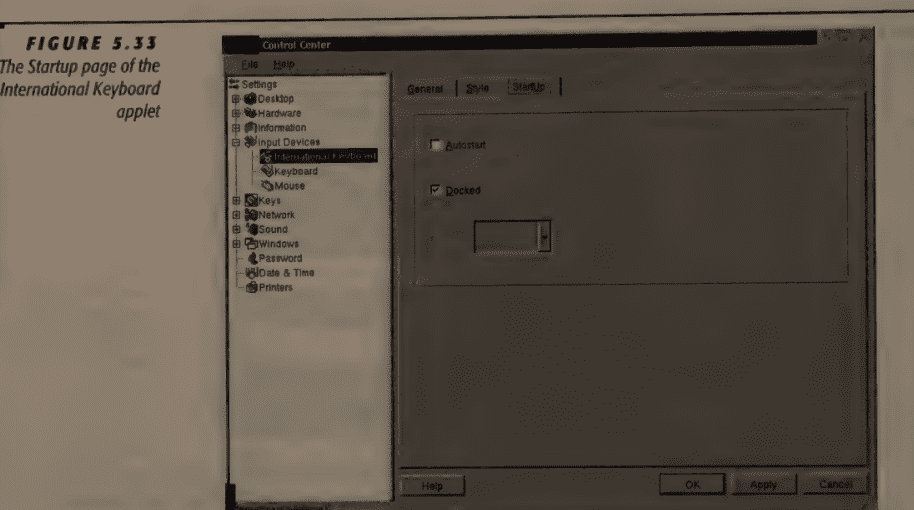 FIGURE 5.33
The Startup page of the
International Keyboard
applet
Control Center
File Help
Settings
Desktop
Hardware
Information
Input Devices
International Keyboard
Keyboard
Mouse
Keys
Network
Sound
Windows
Password
Date & Time
Printers
General Style StartUp
Autostart
Docked
Help OK Apply Cancel